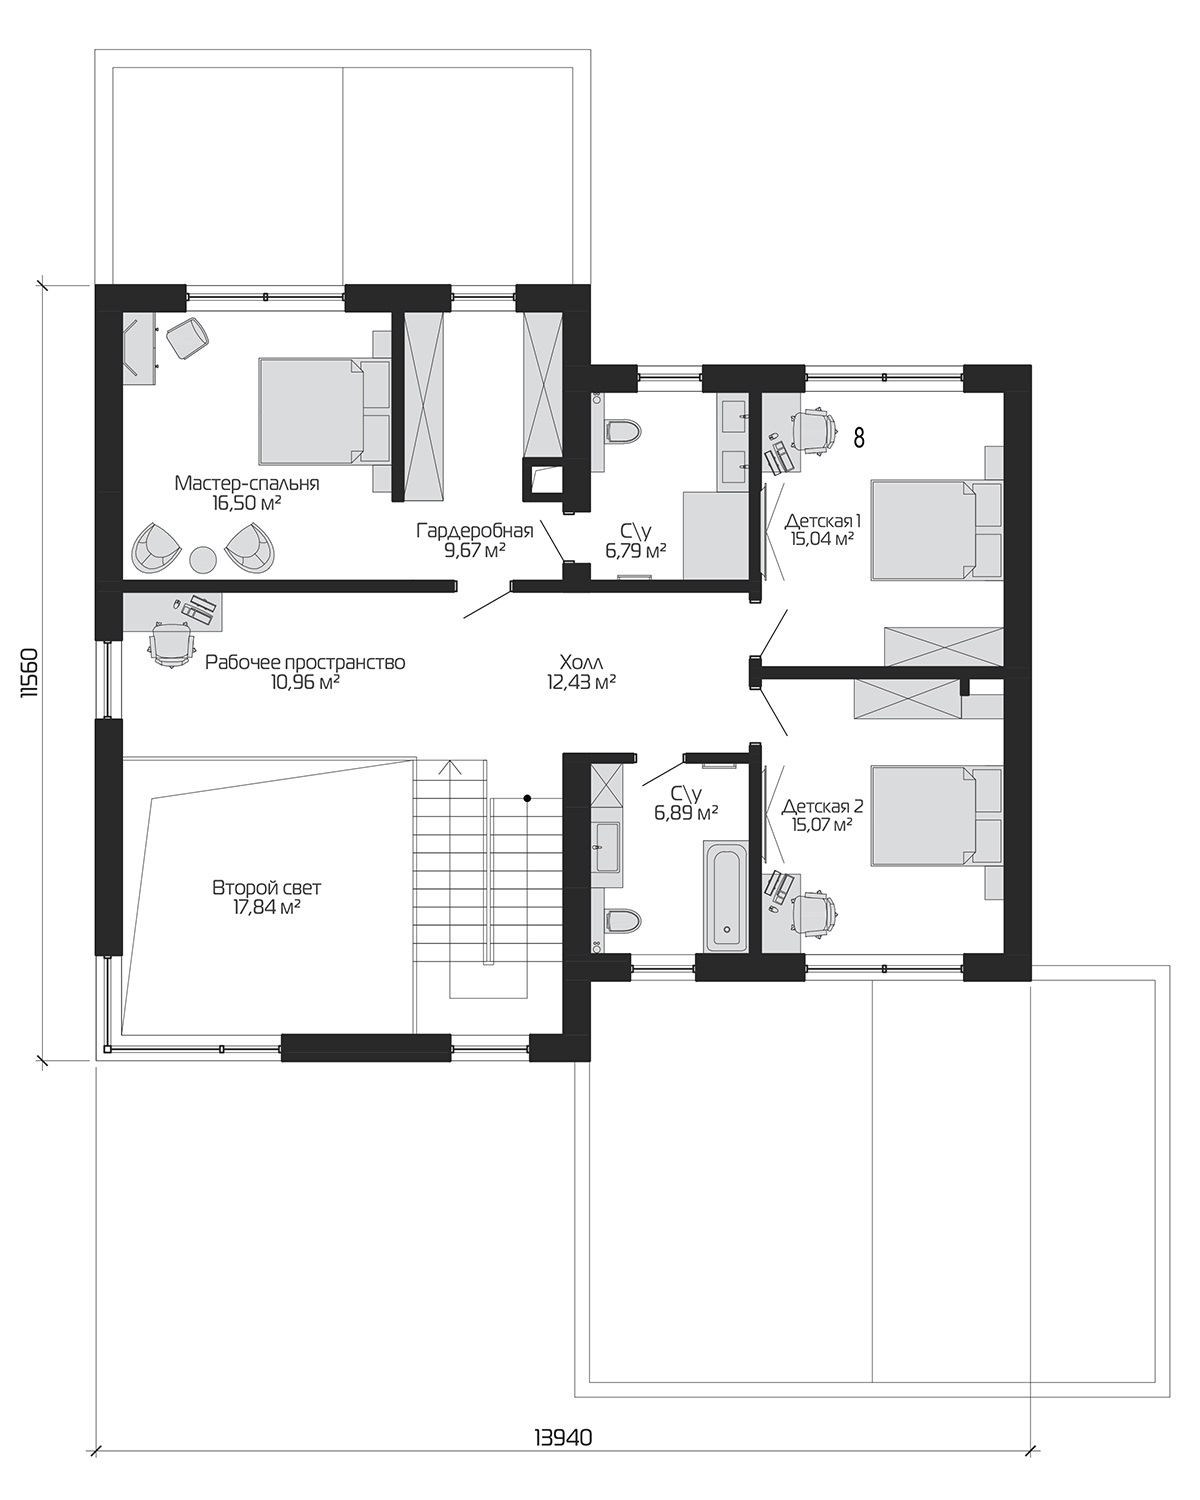 8
Мастер-спальня
16,50 м²
Гардеробная
9,67 м²
С\у
6,79 м²
Детская 1
15,04 м²
Рабочее пространство
10,96 м²
Холл
12,43 м²
11560
С\у
6,89 м²
Детская 2
15,07 м²
Второй свет
17,84 м²
13940